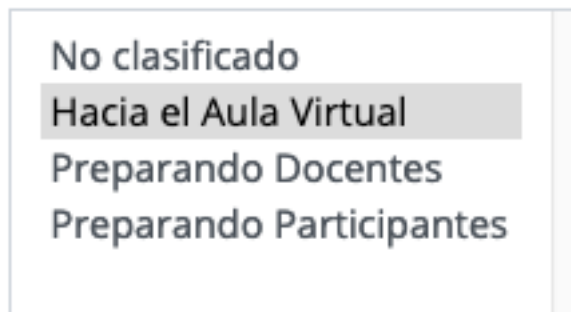 No clasificado
Hacia el Aula Virtual
Preparando Docentes
Preparando Participantes